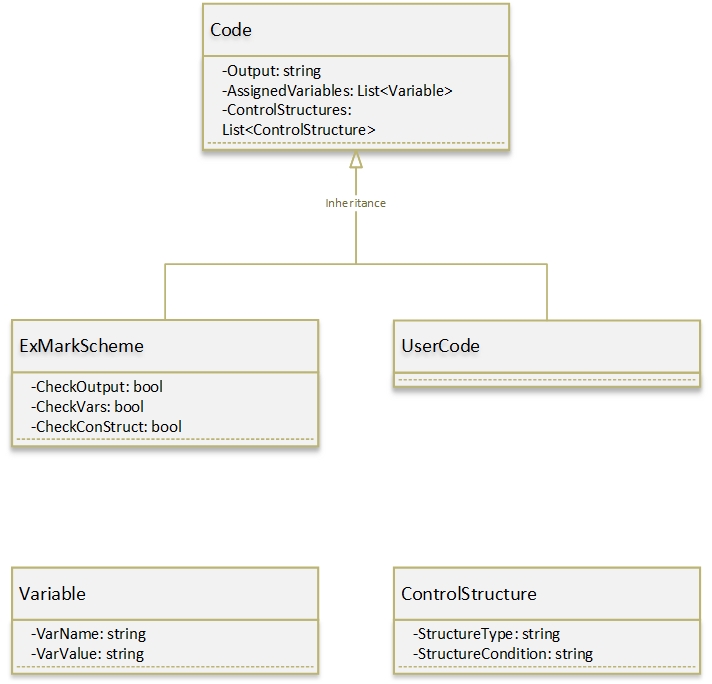 Code
-Output: string
-AssignedVariables: List<Variable>
-ControlStructures:
List<ControlStructure>
Inheritance
ExMarkScheme
-CheckOutput: bool
-CheckVars: bool
-CheckConStruct: bool
UserCode
Variable
-VarName: string
-VarValue: string
ControlStructure
-StructureType: string
-StructureCondition: string